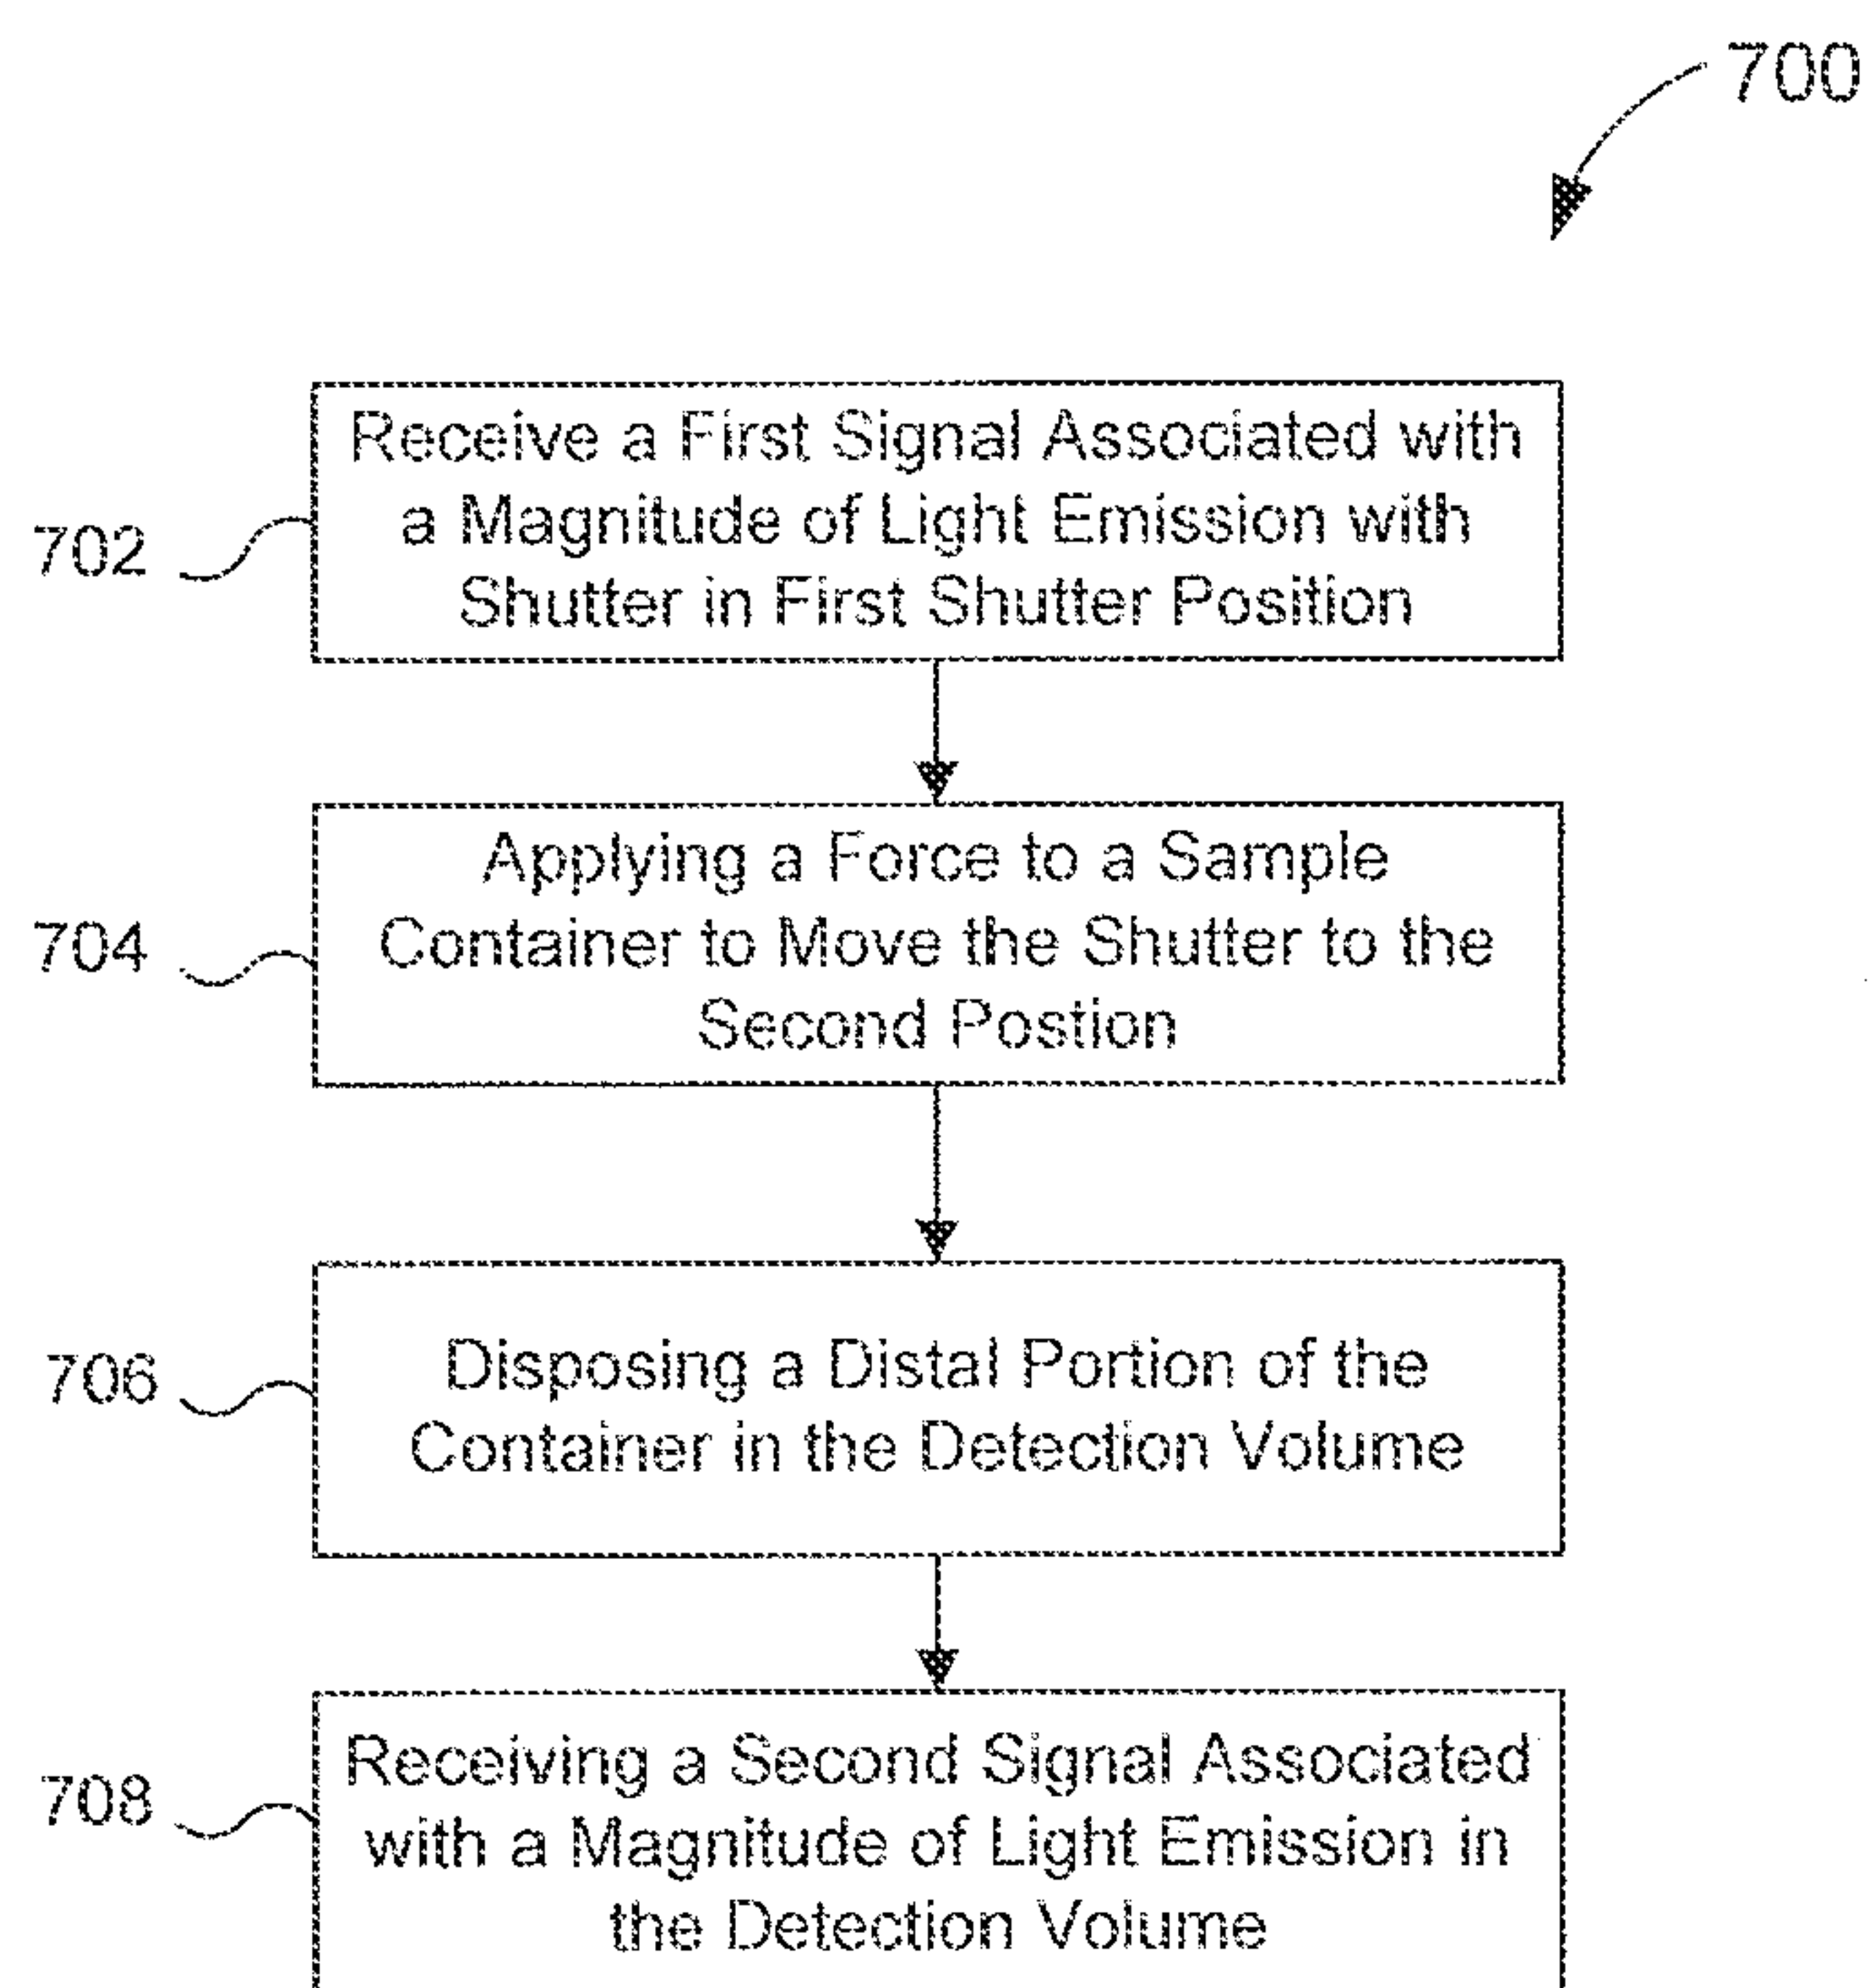 700
702
Receive a First Signal Associated with
a Magnitude of Light Emission with
Shutter in First Shutter Position
704
Applying a Force to a Sample
Container to Move the Shutter to the
Second Postion
706
Disposing a Distal Portion of the
Container in the Detection Volume
708
Receiving a Second Signal Associated
with a Magnitude of Light Emission in
the Detection Volume